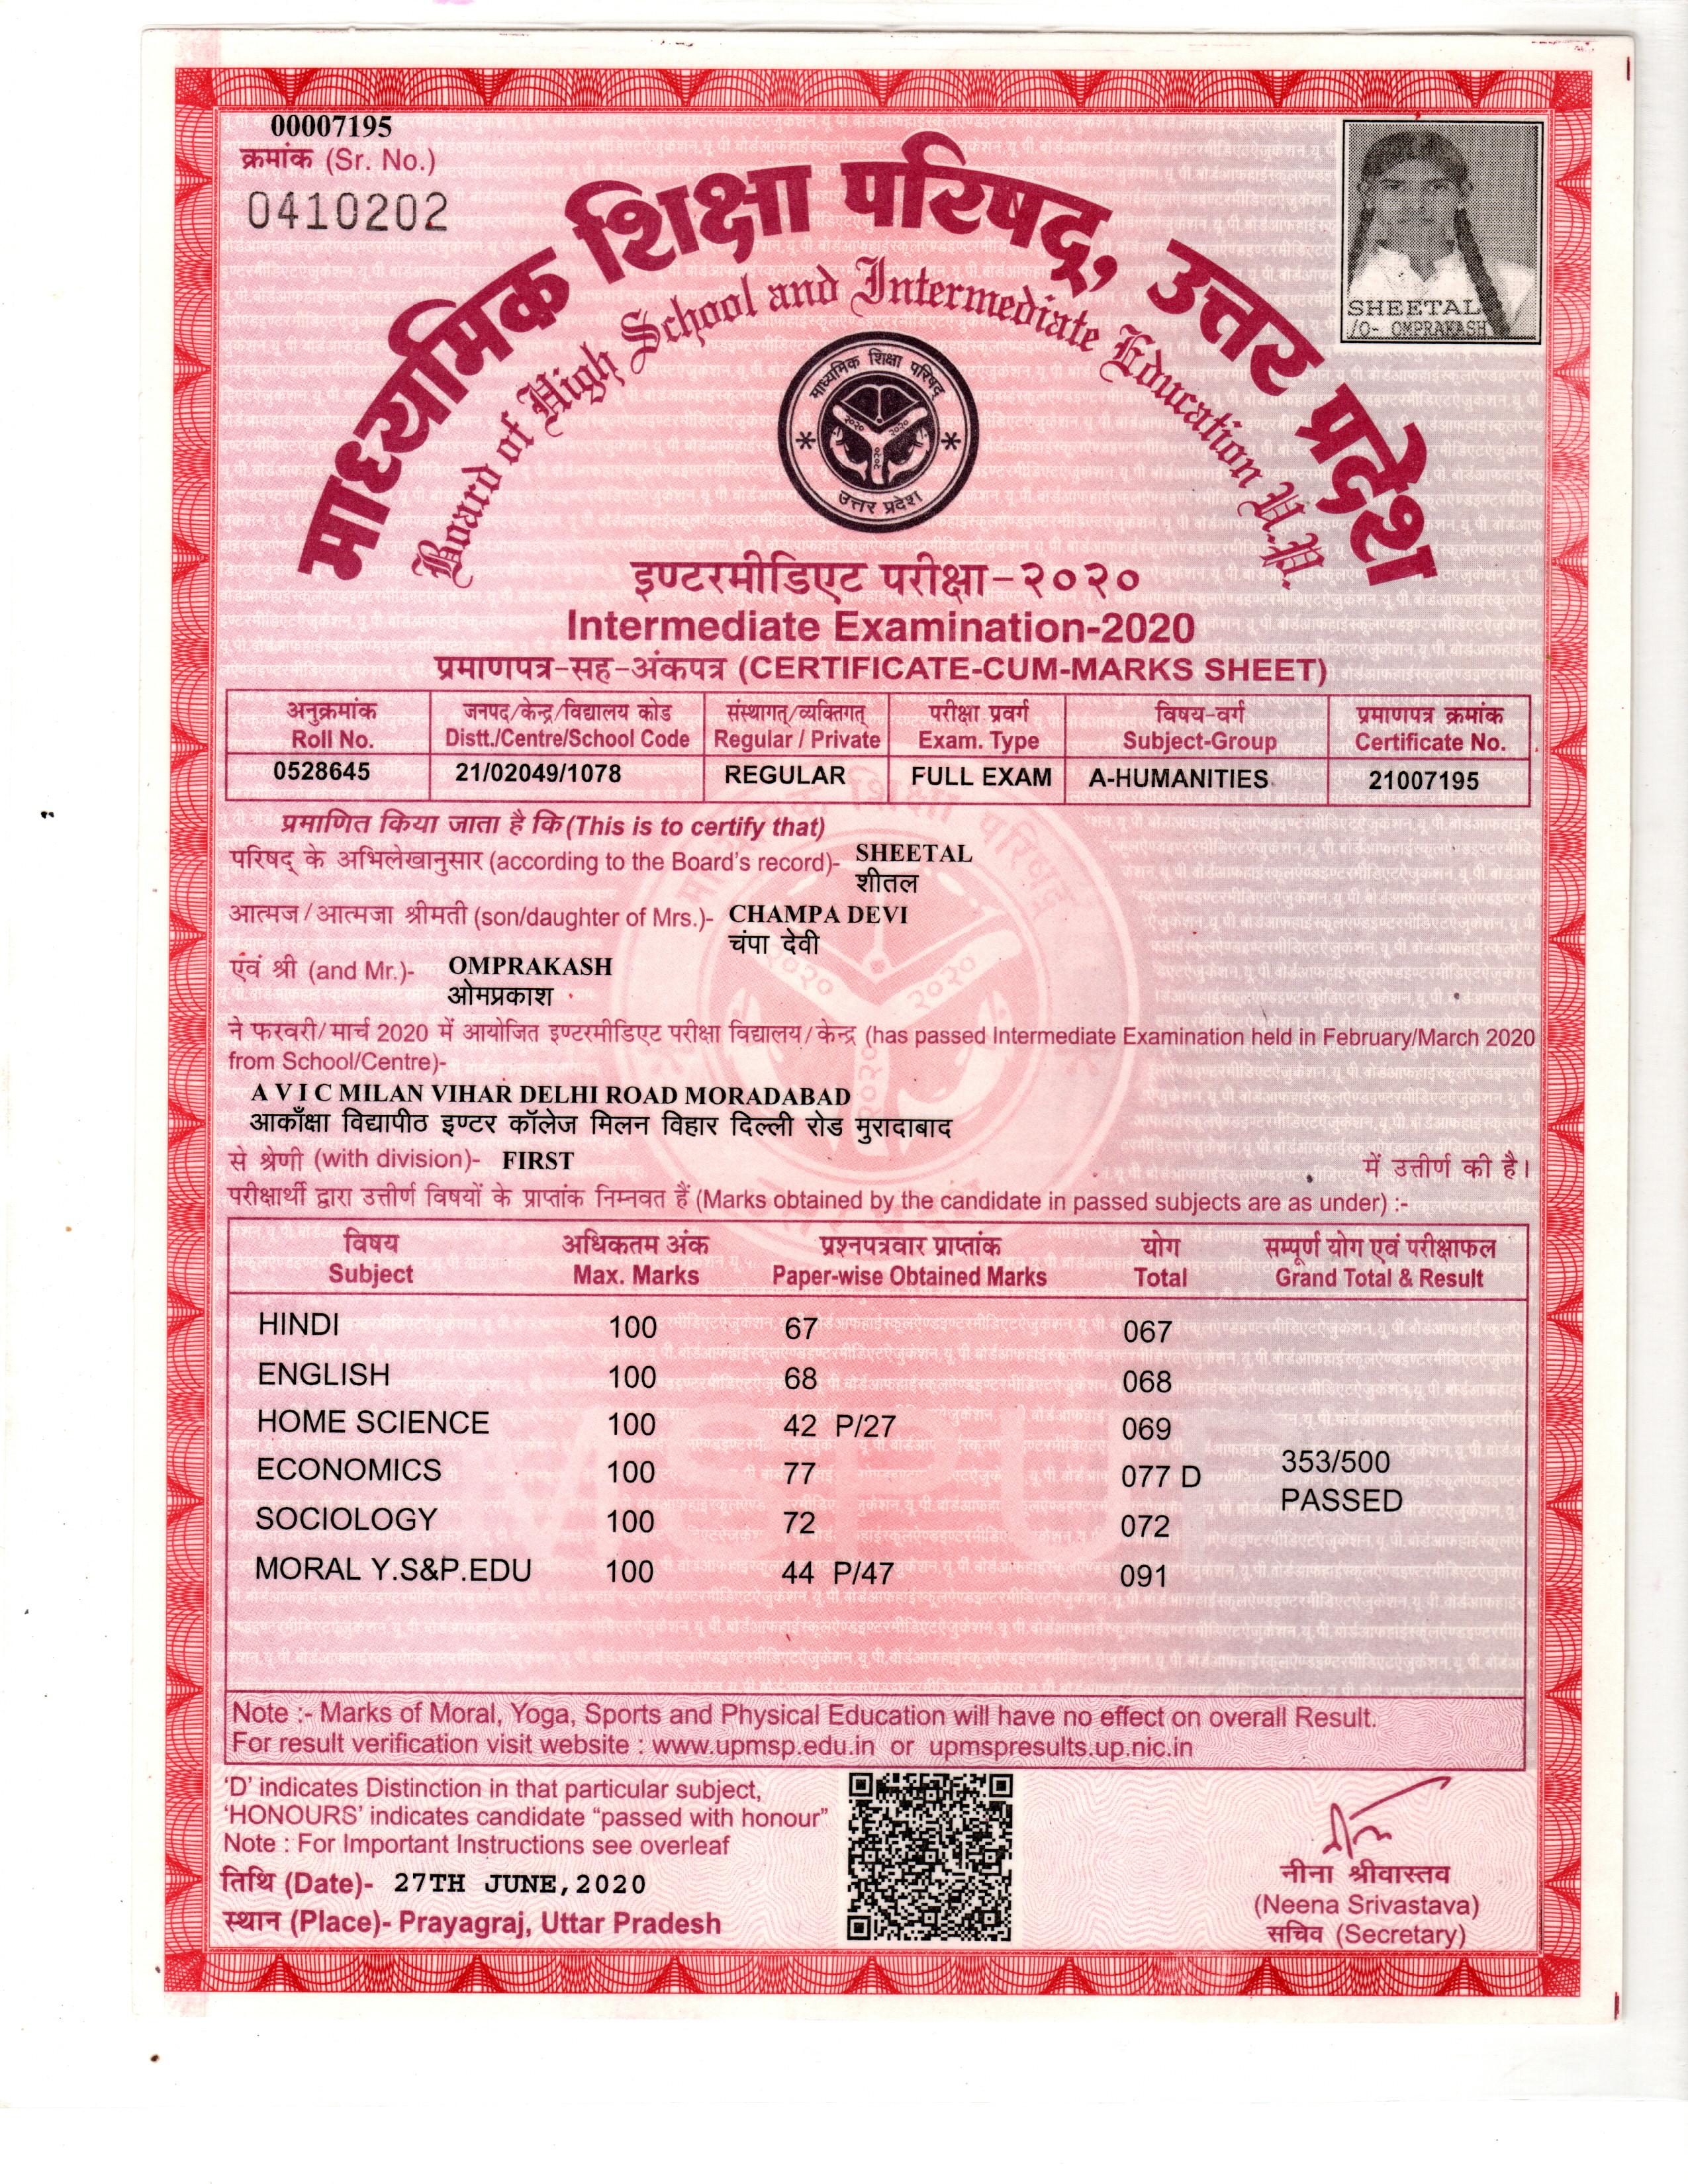 00007195
क्रमांक (Sr. No.)
0410202
माध्यमिक शिक्षा परिषद्, उत्तर प्रदेश
Board of High School and Intermediate Education U.P.
SHEETAL
/O- OMPRAKASH
माध्यमिक शिक्षा परिषद्
२०२० २०२० २०२०
उत्तर प्रदेश
इण्टरमीडिएट परीक्षा-२०२०
Intermediate Examination-2020
प्रमाणपत्र-सह-अंकपत्र (CERTIFICATE-CUM-MARKS SHEET)
अनुक्रमांक जनपद/केन्द्र/विद्यालय कोड संस्थागत्/व्यक्तिगत् परीक्षा प्रवर्ग विषय-वर्ग प्रमाणपत्र क्रमांक
Roll No. Distt./Centre/School Code Regular / Private Exam. Type Subject-Group Certificate No.
0528645 21/02049/1078 REGULAR FULL EXAM A-HUMANITIES 21007195
प्रमाणित किया जाता है कि (This is to certify that)
परिषद् के अभिलेखानुसार (according to the Board's record)- SHEETAL
शीतल
आत्मज/आत्मजा श्रीमती (son/daughter of Mrs.)- CHAMPA DEVI
चंपा देवी
एवं श्री (and Mr.)- OMPRAKASH
ओमप्रकाश
ने फरवरी/मार्च 2020 में आयोजित इण्टरमीडिएट परीक्षा विद्यालय/केन्द्र (has passed Intermediate Examination held in February/March 2020
from School/Centre)-
A V I C MILAN VIHAR DELHI ROAD MORADABAD
आकाँक्षा विद्यापीठ इण्टर कॉलेज मिलन विहार दिल्ली रोड मुरादाबाद
से श्रेणी (with division)- FIRST में उत्तीर्ण की है।
परीक्षार्थी द्वारा उत्तीर्ण विषयों के प्राप्तांक निम्नवत हैं (Marks obtained by the candidate in passed subjects are as under) :-
विषय अधिकतम अंक प्रश्नपत्रवार प्राप्तांक योग सम्पूर्ण योग एवं परीक्षाफल
Subject Max. Marks Paper-wise Obtained Marks Total Grand Total & Result
HINDI 100 67 067
ENGLISH 100 68 068
HOME SCIENCE 100 42 P/27 069
ECONOMICS 100 77 077 D 353/500
PASSED
SOCIOLOGY 100 72 072
MORAL Y.S&P.EDU 100 44 P/47 091
Note :- Marks of Moral, Yoga, Sports and Physical Education will have no effect on overall Result.
For result verification visit website : www.upmsp.edu.in or upmspresults.up.nic.in
'D' indicates Distinction in that particular subject,
'HONOURS' indicates candidate “passed with honour”
Note : For Important Instructions see overleaf
तिथि (Date)- 27TH JUNE,2020
स्थान (Place)- Prayagraj, Uttar Pradesh
नीना श्रीवास्तव
(Neena Srivastava)
सचिव (Secretary)